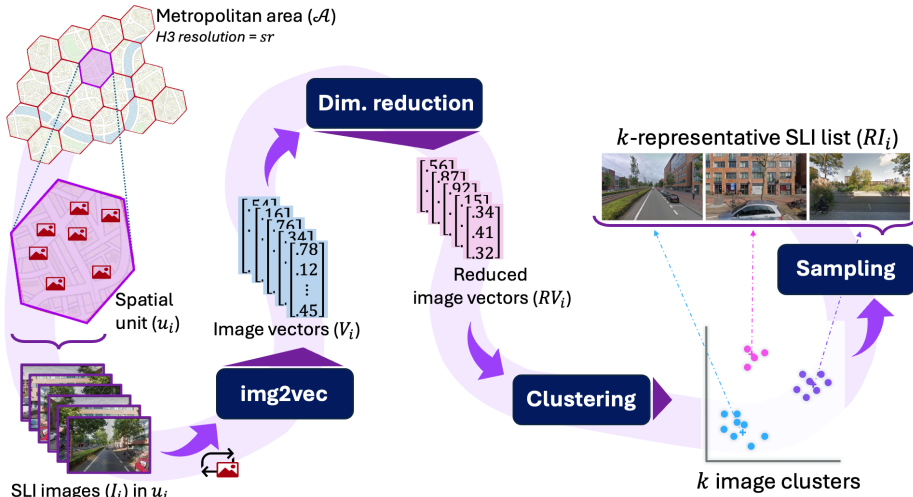 Metropolitan area (𝒜)
H3 resolution = sr
Dim. reduction
k-representative SLI list (RIᵢ)
[.56]
.87
.92
.15
.34
.41
.32
[.54]
.16
.76
.34
.78
.12
⋮
.45
Reduced
image vectors (RVᵢ)
Sampling
Spatial
unit (uᵢ)
Image vectors (Vᵢ)
img2vec
Clustering
SLI images (Iᵢ) in uᵢ
k image clusters